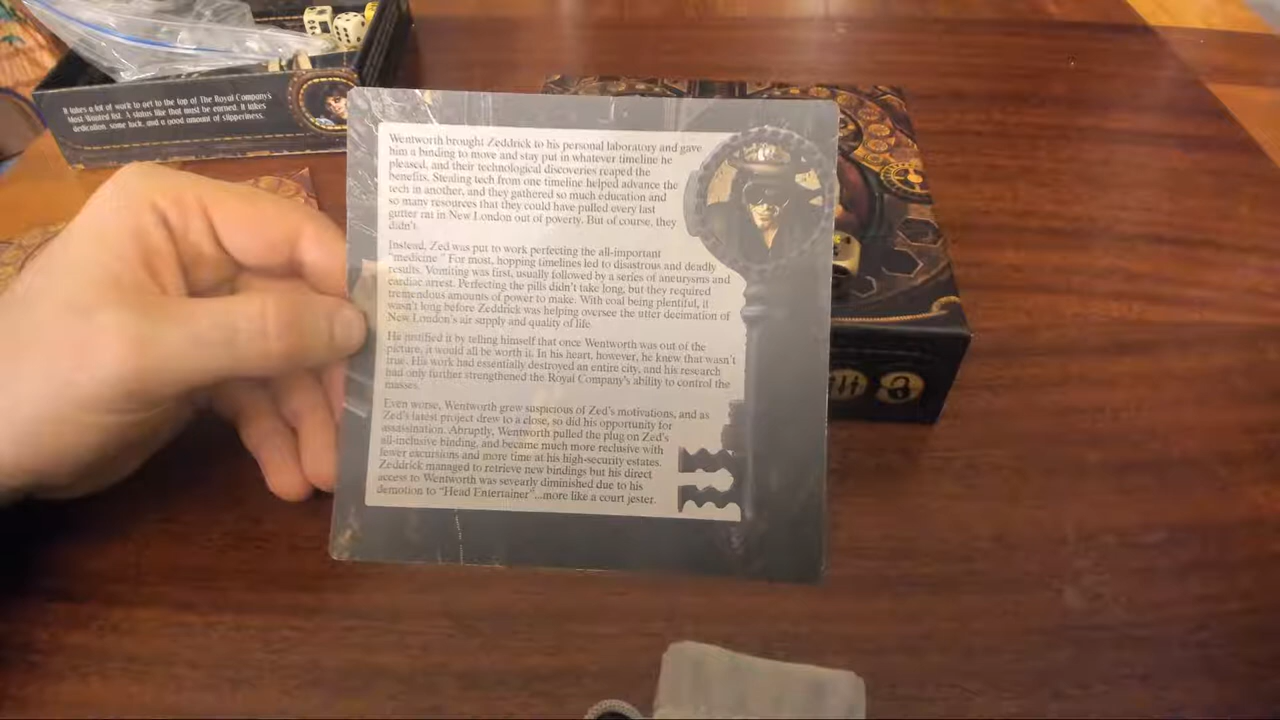 It takes a lot of work to get to the top of The Royal Company's
Most Wanted list. A status like that must be earned. It takes
dedication, some luck, and a good amount of slipperiness.
Wentworth brought Zeddrick to his personal laboratory and gave
him a binding to move and stay put in whatever timeline he
pleased, and their technological discoveries reaped the
benefits. Stealing tech from one timeline helped advance the
tech in another, and they gathered so much education and
so many resources that they could have pulled every last
gutter rat in New London out of poverty. But of course, they
didn't.
Instead, Zed was put to work perfecting the all-important
"medicine." For most, hopping timelines led to disastrous and deadly
results. Vomiting was first, usually followed by a series of aneurysms and
cardiac arrest. Perfecting the pills didn't take long, but they required
tremendous amounts of power to make. With coal being plentiful, it
wasn't long before Zeddrick was helping oversee the utter decimation of
New London's air supply and quality of life.
He justified it by telling himself that once Wentworth was out of the
picture, it would all be worth it. In his heart, however, he knew that wasn't
true. His work had essentially destroyed an entire city, and his research
had only further strengthened the Royal Company's ability to control the
masses.
Even worse, Wentworth grew suspicious of Zed's motivations, and as
Zed's latest project drew to a close, so did his opportunity for
assassination. Abruptly, Wentworth pulled the plug on Zed's
all-inclusive binding, and became much more reclusive with
fewer excursions and more time at his high-security estates.
Zeddrick managed to retrieve new bindings but his direct
access to Wentworth was sevearly diminished due to his
demotion to "Head Entertainer"...more like a court jester.